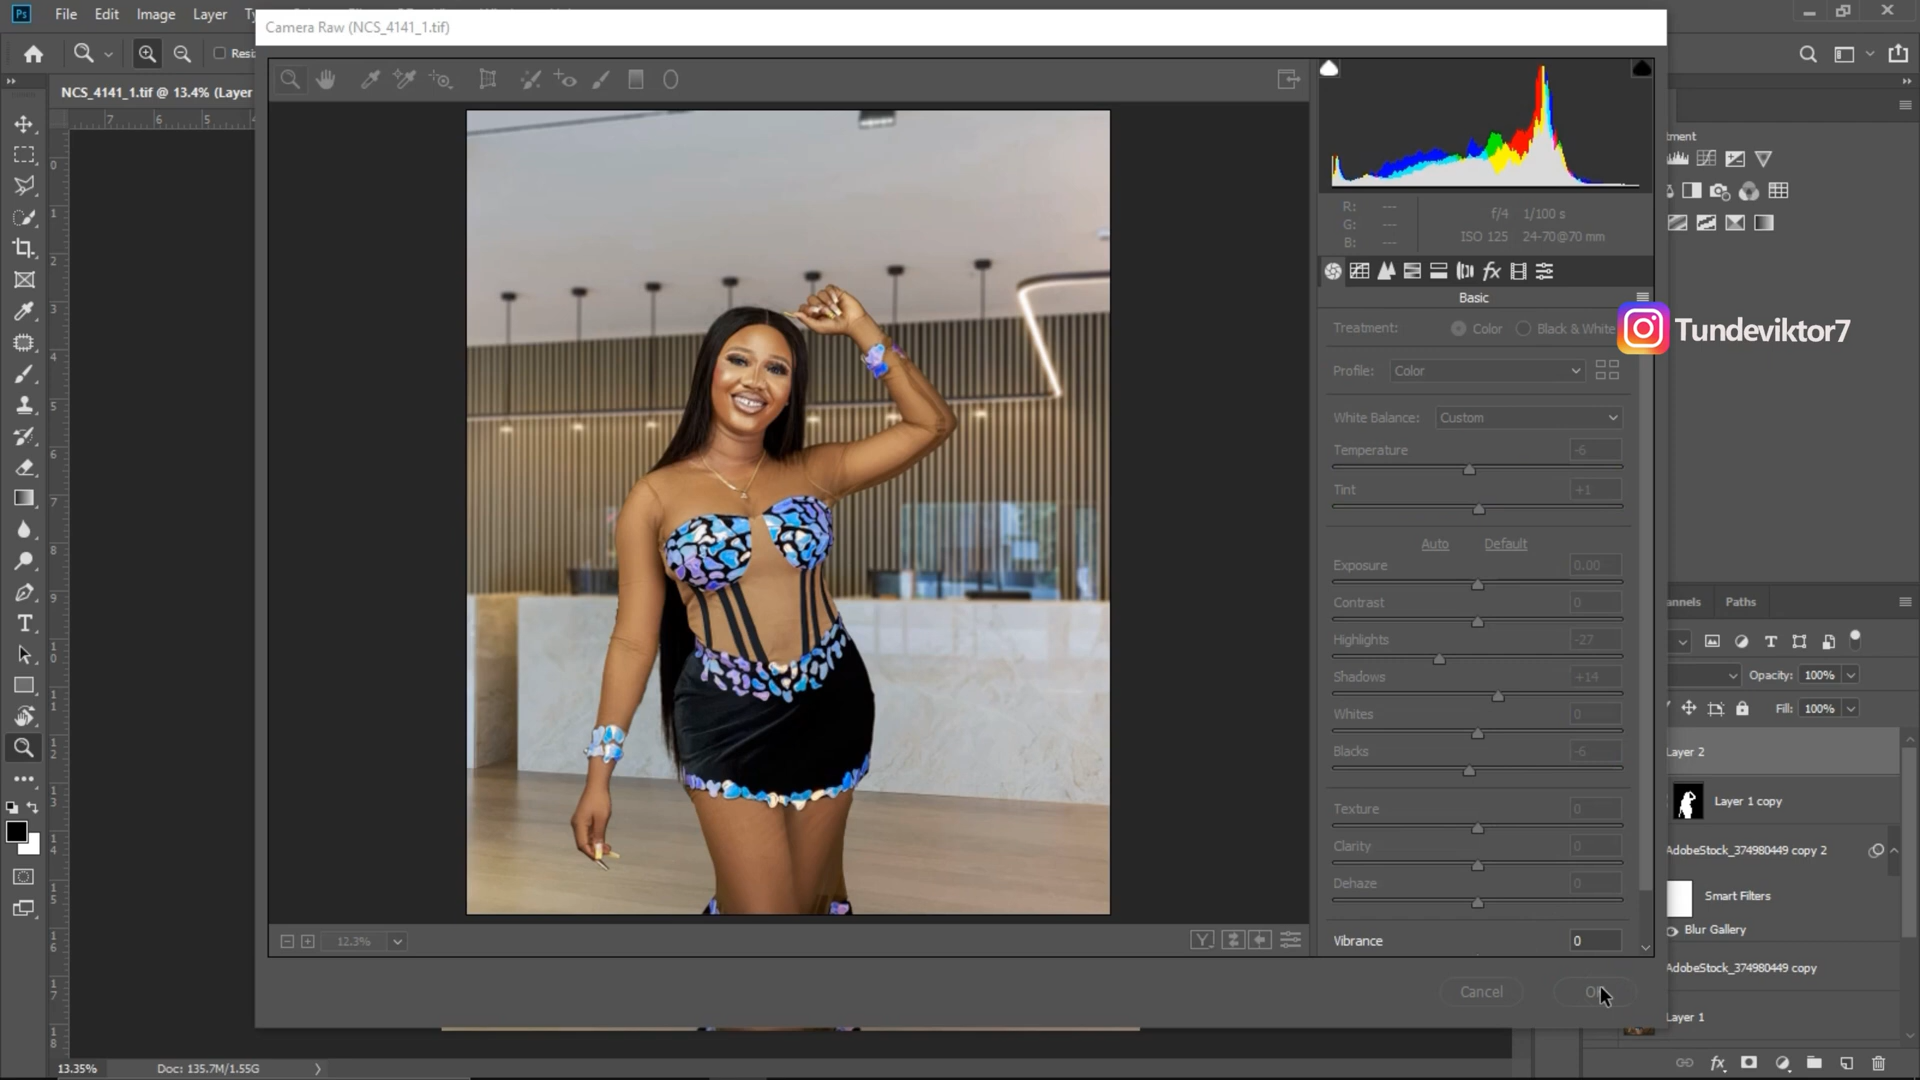 Ps File Edit Image Layer
Camera Raw (NCS_4141_1.tif)
NCS_4141_1.tif @ 13.4% (Layer
R: ---
G: ---
B: ---
f/4 1/100 s
ISO 125 24-70@70 mm
Basic
Treatment: Color Black & White
Profile: Color
White Balance: Custom
Temperature -6
Tint +1
Auto Default
Exposure 0.00
Contrast 0
Highlights -27
Shadows +14
Whites 0
Blacks -6
Texture 0
Clarity 0
Dehaze 0
Vibrance 0
12.3%
Cancel
Tundeviktor7
Paths
Opacity: 100%
Fill: 100%
Layer 2
Layer 1 copy
AdobeStock_374980449 copy 2
Smart Filters
Blur Gallery
AdobeStock_374980449 copy
Layer 1
13.35% Doc: 135.7M/1.55G